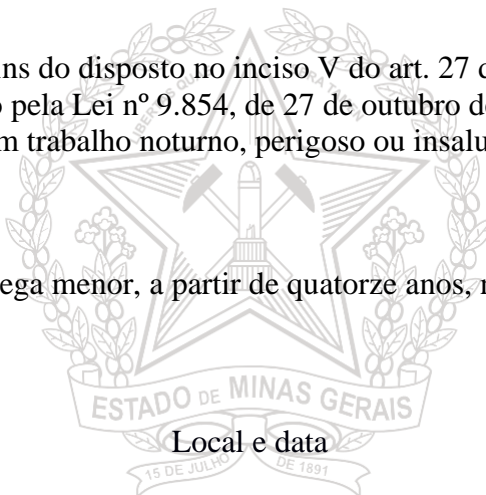 ins do disposto no inciso V do art. 27 d
o pela Lei nº 9.854, de 27 de outubro de
m trabalho noturno, perigoso ou insalu
ega menor, a partir de quatorze anos, n
ESTADO DE MINAS GERAIS
Local e data
15 DE JULHO DE 1891